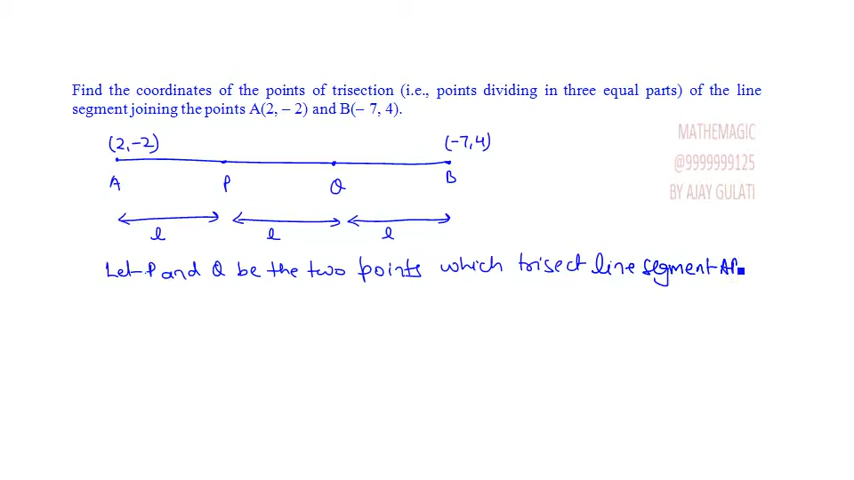 Find the coordinates of the points of trisection (i.e., points dividing in three equal parts) of the line
segment joining the points A(2, – 2) and B(– 7, 4).
(2,-2) (-7,4)
MATHEMAGIC
@9999999125
BY AJAY GULATI
A P Q B
l l l
Let P and Q be the two points which trisect line segment